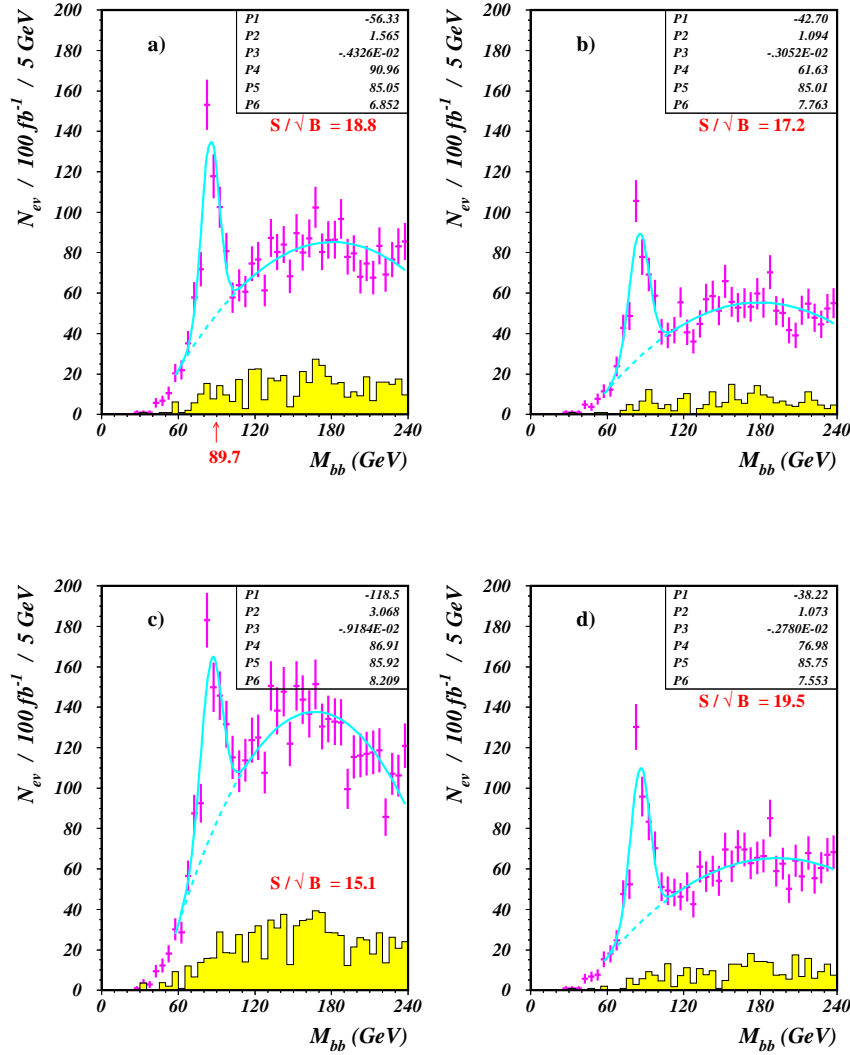 N_ev / 100 fb^-1 / 5 GeV
200
180
160
140
120
100
80
60
40
20
0
a)
P1 -56.33
P2 1.565
P3 -.4326E-02
P4 90.96
P5 85.05
P6 6.852
S / √ B = 18.8
0 60 120 180 240
89.7
M_bb (GeV)
N_ev / 100 fb^-1 / 5 GeV
200
180
160
140
120
100
80
60
40
20
0
b)
P1 -42.70
P2 1.094
P3 -.3052E-02
P4 61.63
P5 85.01
P6 7.763
S / √ B = 17.2
0 60 120 180 240
M_bb (GeV)
N_ev / 100 fb^-1 / 5 GeV
200
180
160
140
120
100
80
60
40
20
0
c)
P1 -118.5
P2 3.068
P3 -.9184E-02
P4 86.91
P5 85.92
P6 8.209
S / √ B = 15.1
0 60 120 180 240
M_bb (GeV)
N_ev / 100 fb^-1 / 5 GeV
200
180
160
140
120
100
80
60
40
20
0
d)
P1 -38.22
P2 1.073
P3 -.2780E-02
P4 76.98
P5 85.75
P6 7.553
S / √ B = 19.5
0 60 120 180 240
M_bb (GeV)